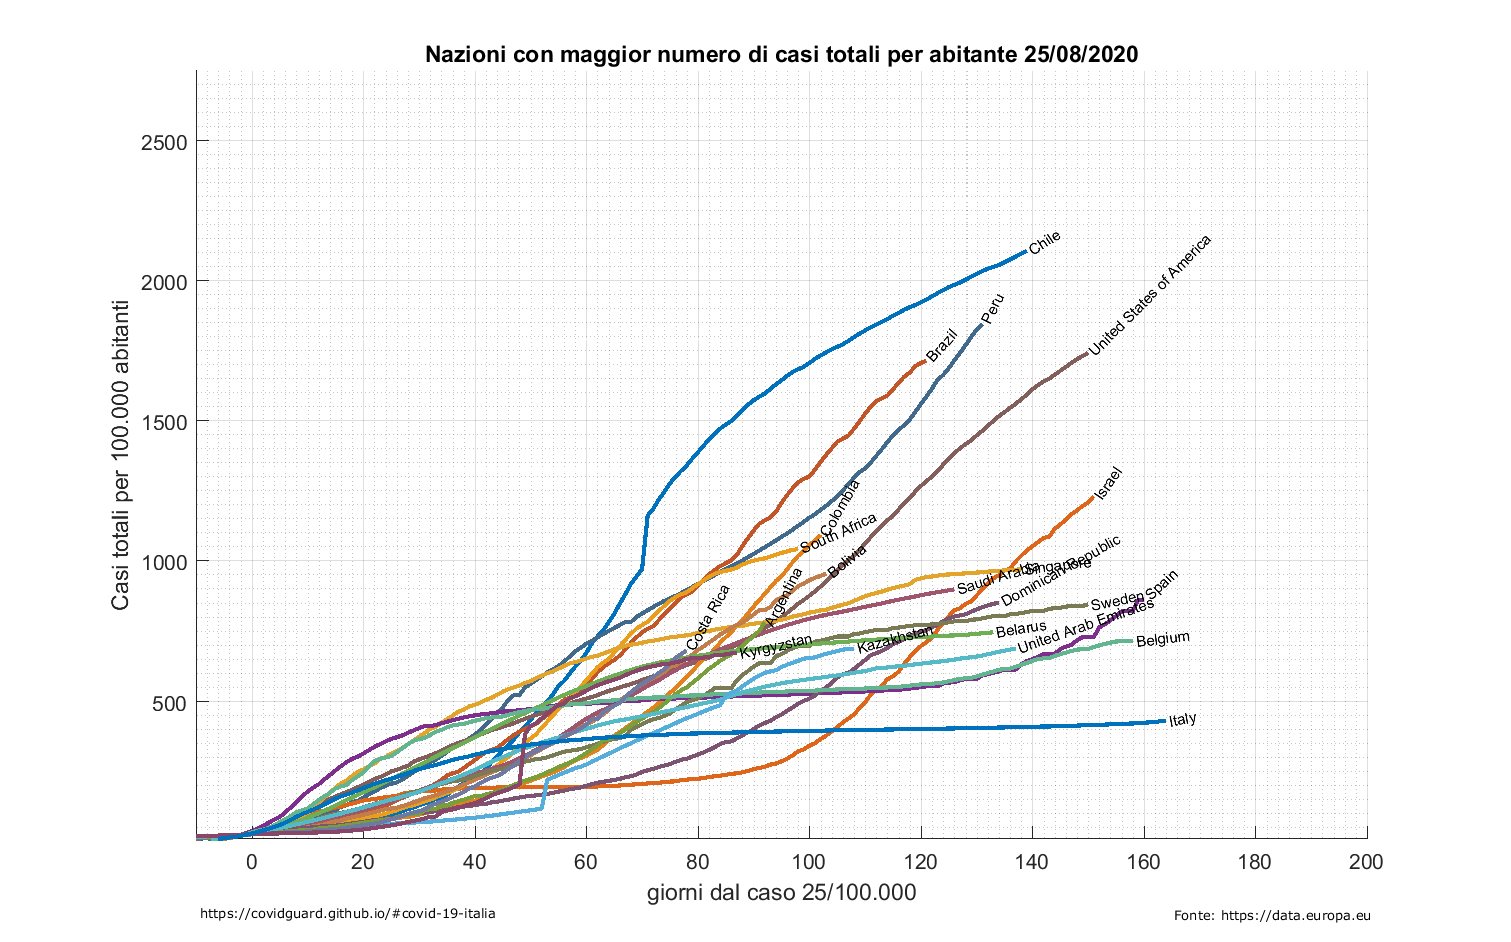 Nazioni con maggior numero di casi totali per abitante 25/08/2020
Casi totali per 100.000 abitanti
2500
2000
1500
1000
500
Chile
United States of America
Peru
Brazil
Israel
Colombia
South Africa
Bolivia
Saudi Arabia
Singapore
Dominican Republic
Argentina
Costa Rica
Spain
Sweden
United Arab Emirates
Belarus
Belgium
Kazakhstan
Kyrgyzstan
Italy
0 20 40 60 80 100 120 140 160 180 200
giorni dal caso 25/100.000
https://covidguard.github.io/#covid-19-italia
Fonte: https://data.europa.eu